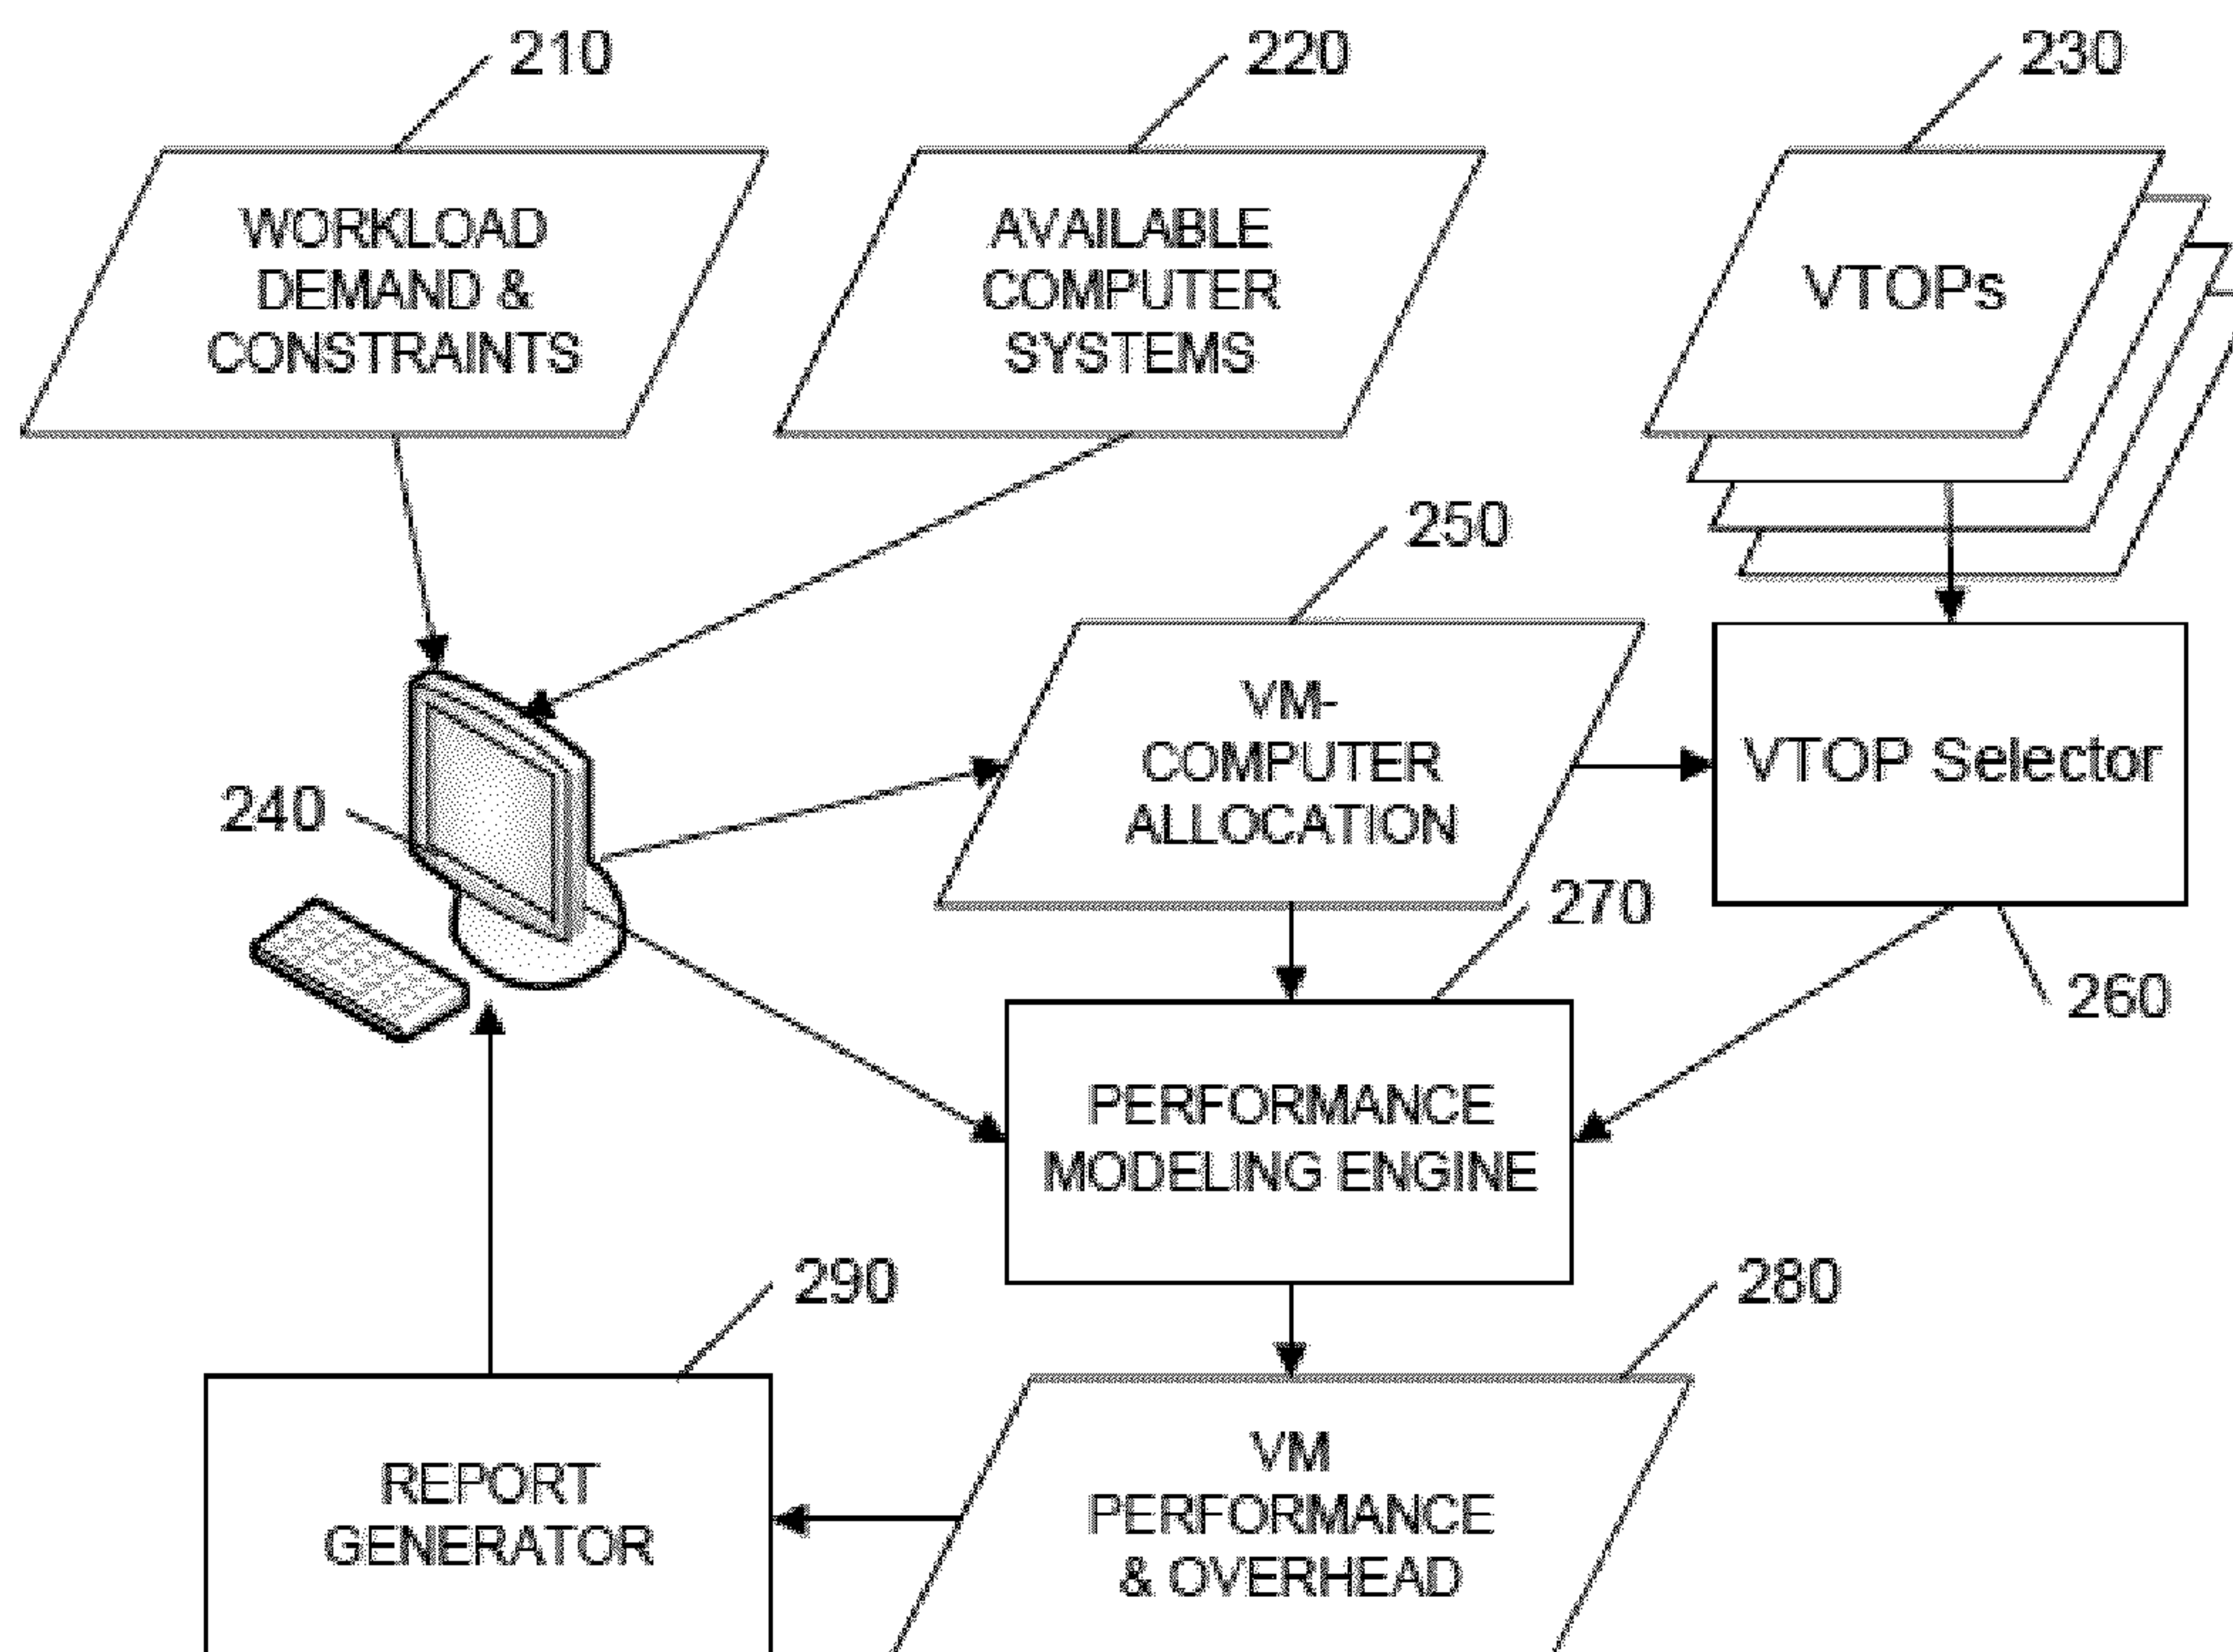 210
220
230
WORKLOAD
DEMAND &
CONSTRAINTS
AVAILABLE
COMPUTER
SYSTEMS
VTOPs
250
VM-
COMPUTER
ALLOCATION
VTOP Selector
240
270
260
PERFORMANCE
MODELING ENGINE
290
280
REPORT
GENERATOR
VM
PERFORMANCE
& OVERHEAD